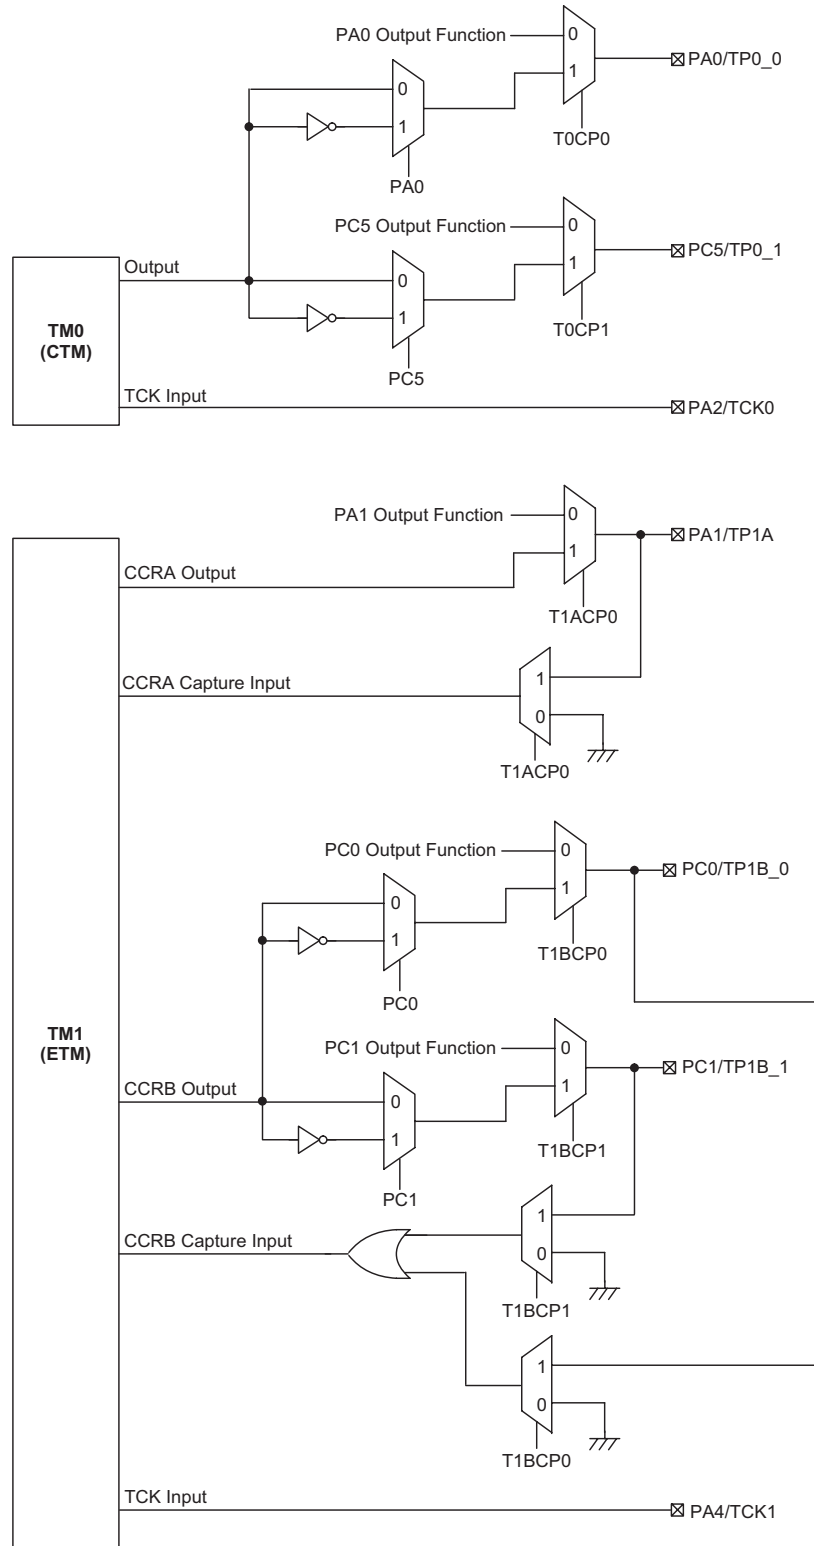 PA0 Output Function
0
1
PA0/TP0_0
T0CP0
0
1
PA0
PC5 Output Function
0
1
PC5/TP0_1
T0CP1
Output
0
1
PC5
TM0
(CTM)
TCK Input
PA2/TCK0
PA1 Output Function
0
1
PA1/TP1A
T1ACP0
CCRA Output
CCRA Capture Input
1
0
T1ACP0
PC0 Output Function
0
1
PC0/TP1B_0
T1BCP0
0
1
PC0
TM1
(ETM)
PC1 Output Function
0
1
PC1/TP1B_1
T1BCP1
CCRB Output
0
1
PC1
CCRB Capture Input
1
0
T1BCP1
1
0
T1BCP0
TCK Input
PA4/TCK1